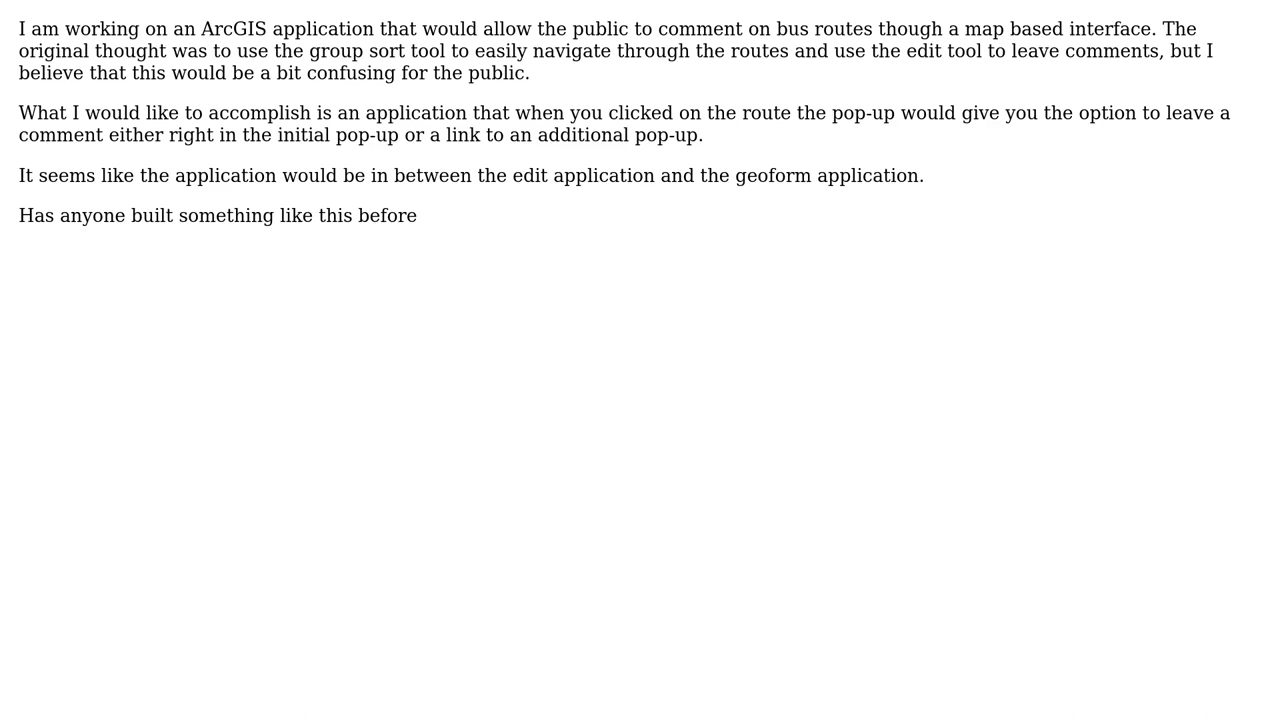 I am working on an ArcGIS application that would allow the public to comment on bus routes though a map based interface. The
original thought was to use the group sort tool to easily navigate through the routes and use the edit tool to leave comments, but I
believe that this would be a bit confusing for the public.
What I would like to accomplish is an application that when you clicked on the route the pop-up would give you the option to leave a
comment either right in the initial pop-up or a link to an additional pop-up.
It seems like the application would be in between the edit application and the geoform application.
Has anyone built something like this before